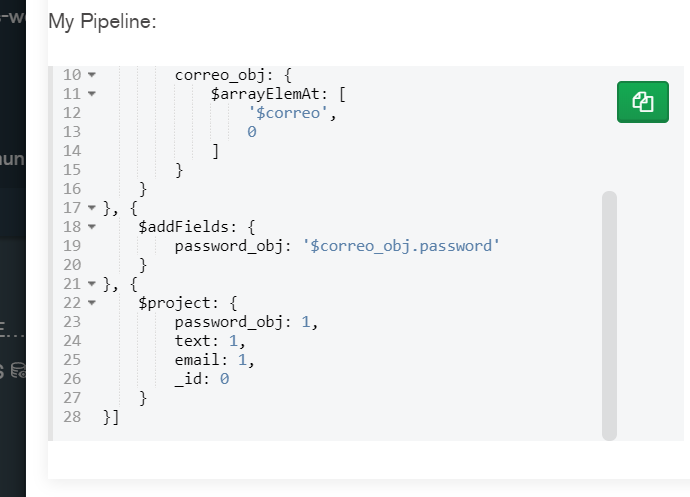 -w
My Pipeline:
10 correo_obj: {
11 $arrayElemAt: [
12 '$correo',
13 0
14 ]
15 }
16 }
17 }, {
18 $addFields: {
19 password_obj: '$correo_obj.password'
20 }
21 }, {
22 $project: {
23 password_obj: 1,
24 text: 1,
25 email: 1,
26 _id: 0
27 }
28 }]
un
E...
S